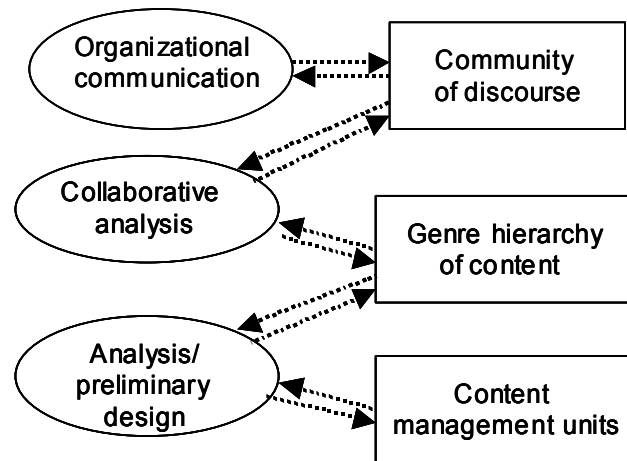 Organizational
communication
Community
of discourse
Collaborative
analysis
Genre hierarchy
of content
Analysis/
preliminary
design
Content
management units